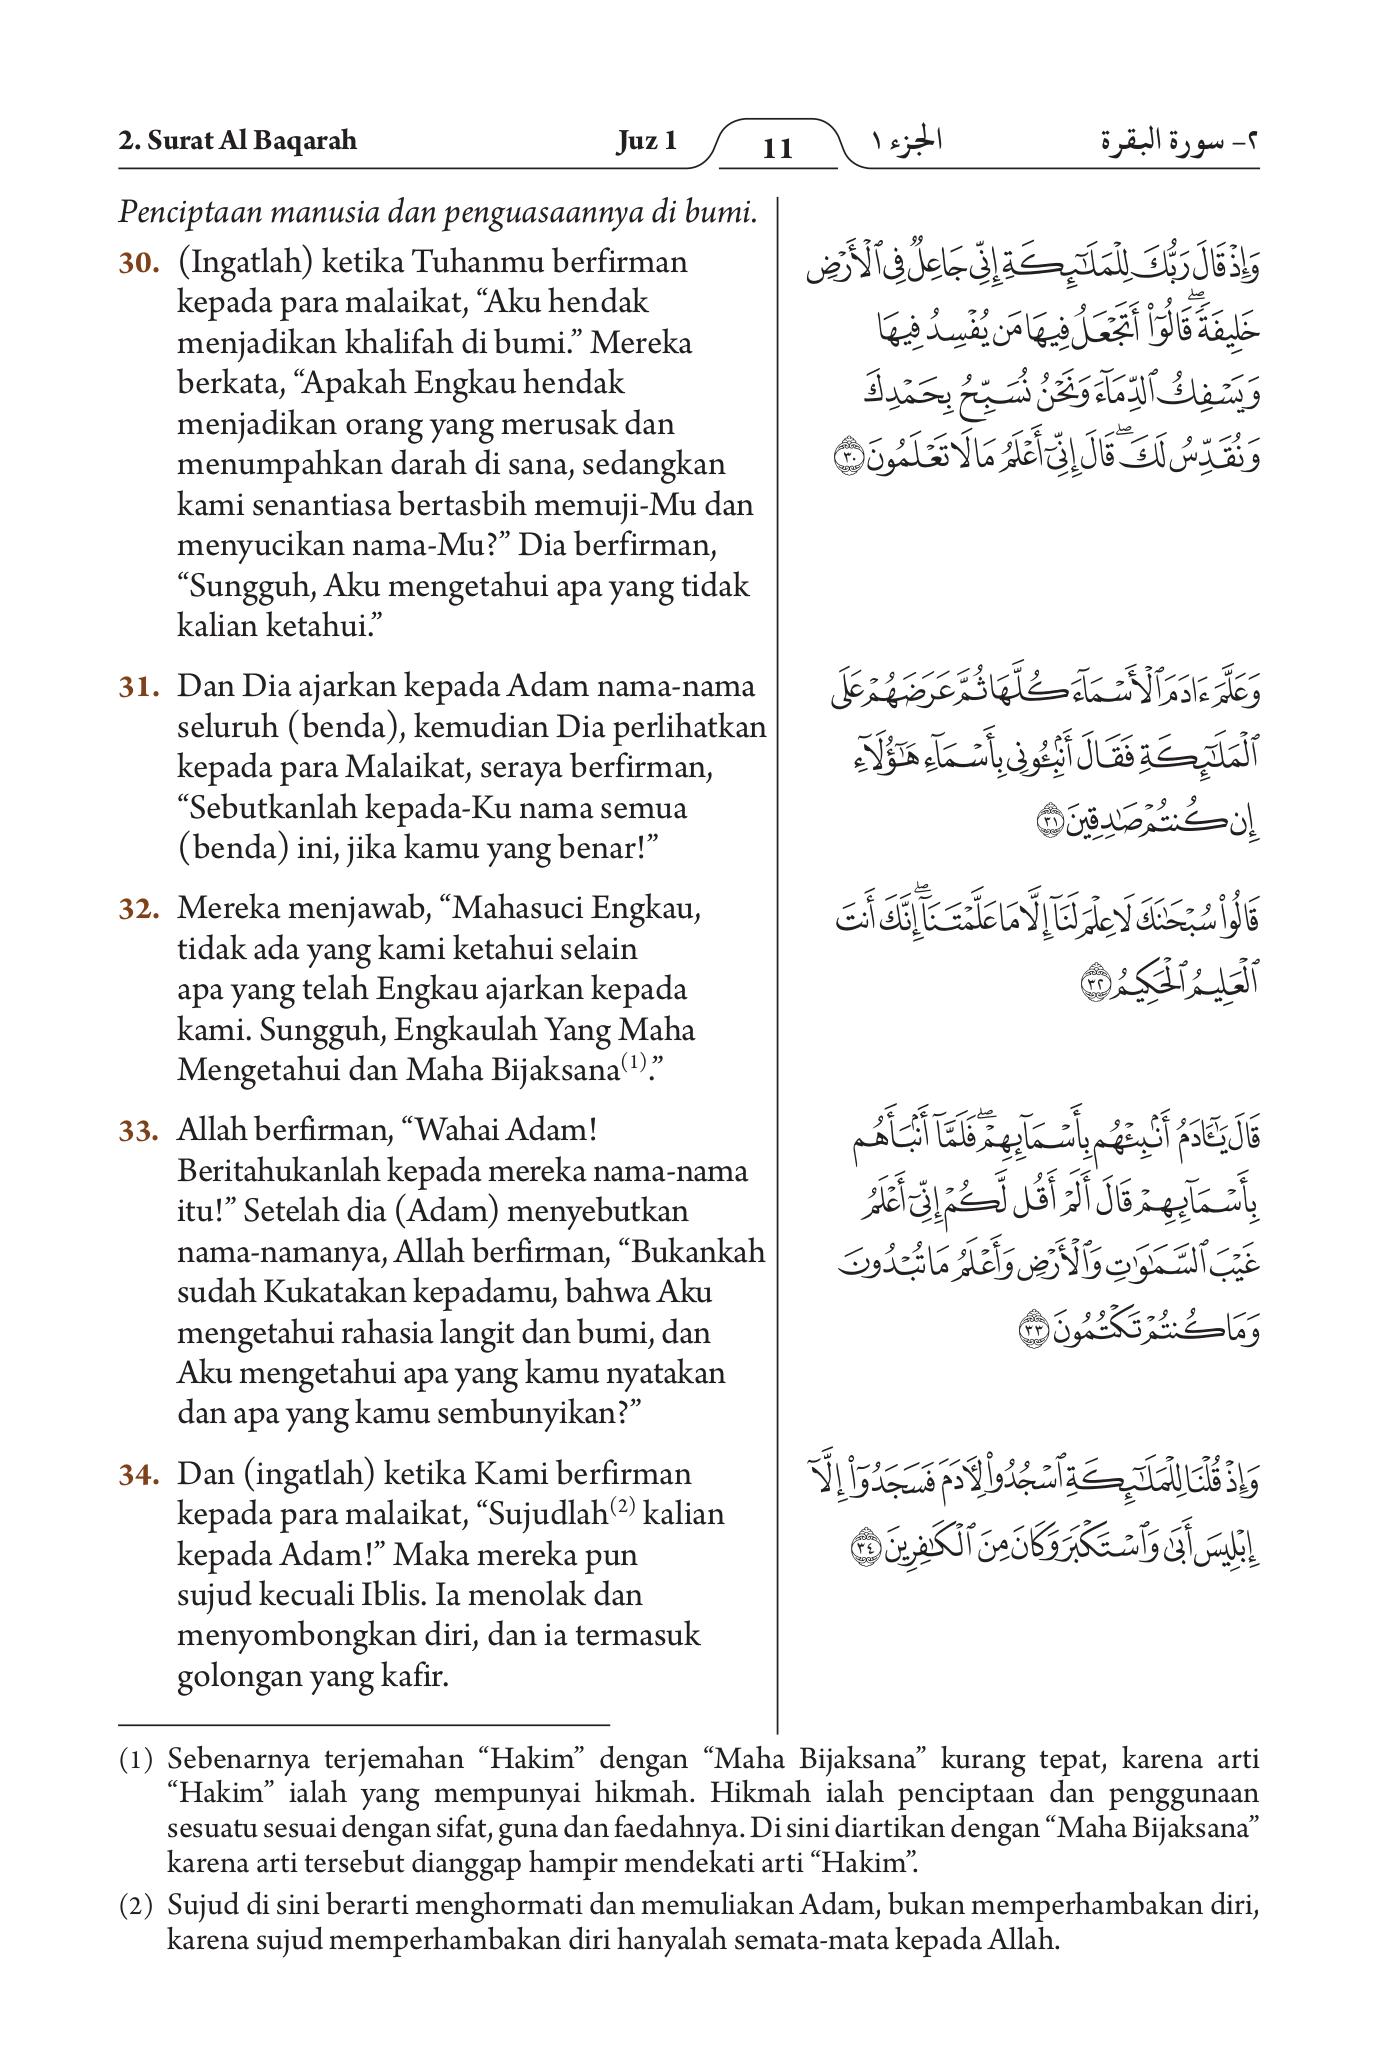 2. Surat Al Baqarah Juz 1 11 الجزء ١ ٢- سورة البقرة
Penciptaan manusia dan penguasaannya di bumi.
30. (Ingatlah) ketika Tuhanmu berfirman
kepada para malaikat, “Aku hendak
menjadikan khalifah di bumi.” Mereka
berkata, “Apakah Engkau hendak
menjadikan orang yang merusak dan
menumpahkan darah di sana, sedangkan
kami senantiasa bertasbih memuji-Mu dan
menyucikan nama-Mu?” Dia berfirman,
“Sungguh, Aku mengetahui apa yang tidak
kalian ketahui.”
وَإِذْ قَالَ رَبُّكَ لِلْمَلَـٰٓئِكَةِ إِنِّى جَاعِلٌ فِى ٱلْأَرْضِ
خَلِيفَةً ۖ قَالُوٓا۟ أَتَجْعَلُ فِيهَا مَن يُفْسِدُ فِيهَا
وَيَسْفِكُ ٱلدِّمَآءَ وَنَحْنُ نُسَبِّحُ بِحَمْدِكَ
وَنُقَدِّسُ لَكَ ۖ قَالَ إِنِّىٓ أَعْلَمُ مَا لَا تَعْلَمُونَ ٣٠
31. Dan Dia ajarkan kepada Adam nama-nama
seluruh (benda), kemudian Dia perlihatkan
kepada para Malaikat, seraya berfirman,
“Sebutkanlah kepada-Ku nama semua
(benda) ini, jika kamu yang benar!”
وَعَلَّمَ ءَادَمَ ٱلْأَسْمَآءَ كُلَّهَا ثُمَّ عَرَضَهُمْ عَلَى
ٱلْمَلَـٰٓئِكَةِ فَقَالَ أَنۢبِـُٔونِى بِأَسْمَآءِ هَـٰٓؤُلَآءِ
إِن كُنتُمْ صَـٰدِقِينَ ٣١
32. Mereka menjawab, “Mahasuci Engkau,
tidak ada yang kami ketahui selain
apa yang telah Engkau ajarkan kepada
kami. Sungguh, Engkaulah Yang Maha
Mengetahui dan Maha Bijaksana(1).”
قَالُوا۟ سُبْحَـٰنَكَ لَا عِلْمَ لَنَآ إِلَّا مَا عَلَّمْتَنَآ ۖ إِنَّكَ أَنتَ
ٱلْعَلِيمُ ٱلْحَكِيمُ ٣٢
33. Allah berfirman, “Wahai Adam!
Beritahukanlah kepada mereka nama-nama
itu!” Setelah dia (Adam) menyebutkan
nama-namanya, Allah berfirman, “Bukankah
sudah Kukatakan kepadamu, bahwa Aku
mengetahui rahasia langit dan bumi, dan
Aku mengetahui apa yang kamu nyatakan
dan apa yang kamu sembunyikan?”
قَالَ يَـٰٓـَٔادَمُ أَنۢبِئْهُم بِأَسْمَآئِهِمْ ۖ فَلَمَّآ أَنۢبَأَهُم
بِأَسْمَآئِهِمْ قَالَ أَلَمْ أَقُل لَّكُمْ إِنِّىٓ أَعْلَمُ
غَيْبَ ٱلسَّمَـٰوَٰتِ وَٱلْأَرْضِ وَأَعْلَمُ مَا تُبْدُونَ
وَمَا كُنتُمْ تَكْتُمُونَ ٣٣
34. Dan (ingatlah) ketika Kami berfirman
kepada para malaikat, “Sujudlah(2) kalian
kepada Adam!” Maka mereka pun
sujud kecuali Iblis. Ia menolak dan
menyombongkan diri, dan ia termasuk
golongan yang kafir.
وَإِذْ قُلْنَا لِلْمَلَـٰٓئِكَةِ ٱسْجُدُوا۟ لِـَٔادَمَ فَسَجَدُوٓا۟ إِلَّآ
إِبْلِيسَ أَبَىٰ وَٱسْتَكْبَرَ وَكَانَ مِنَ ٱلْكَـٰفِرِينَ ٣٤
(1) Sebenarnya terjemahan “Hakim” dengan “Maha Bijaksana” kurang tepat, karena arti
“Hakim” ialah yang mempunyai hikmah. Hikmah ialah penciptaan dan penggunaan
sesuatu sesuai dengan sifat, guna dan faedahnya. Di sini diartikan dengan “Maha Bijaksana”
karena arti tersebut dianggap hampir mendekati arti “Hakim”.
(2) Sujud di sini berarti menghormati dan memuliakan Adam, bukan memperhambakan diri,
karena sujud memperhambakan diri hanyalah semata-mata kepada Allah.